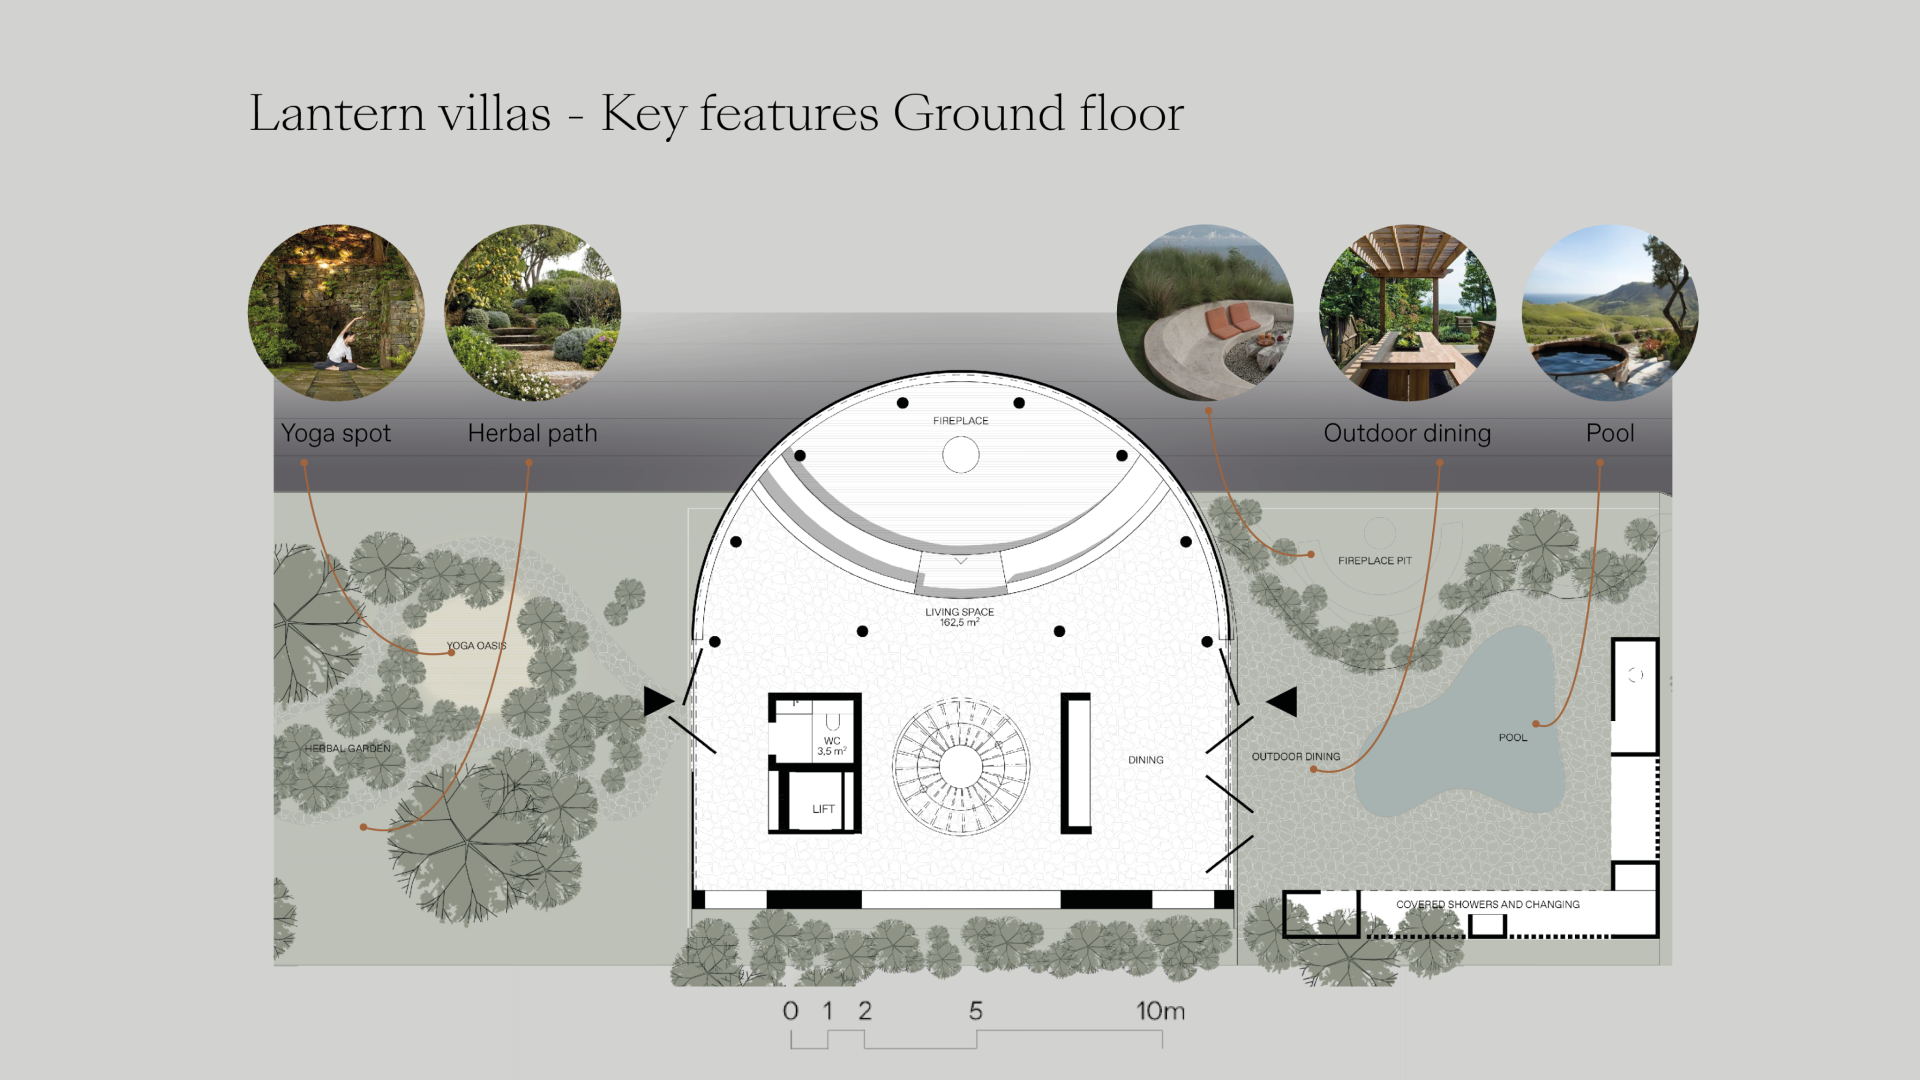 Lantern villas - Key features Ground floor
Yoga spot
Herbal path
Outdoor dining
Pool
FIREPLACE
FIREPLACE PIT
LIVING SPACE
162,5 m²
YOGA OASIS
HERBAL GARDEN
WC
3,5 m²
LIFT
DINING
OUTDOOR DINING
POOL
COVERED SHOWERS AND CHANGING
0 1 2 5 10m